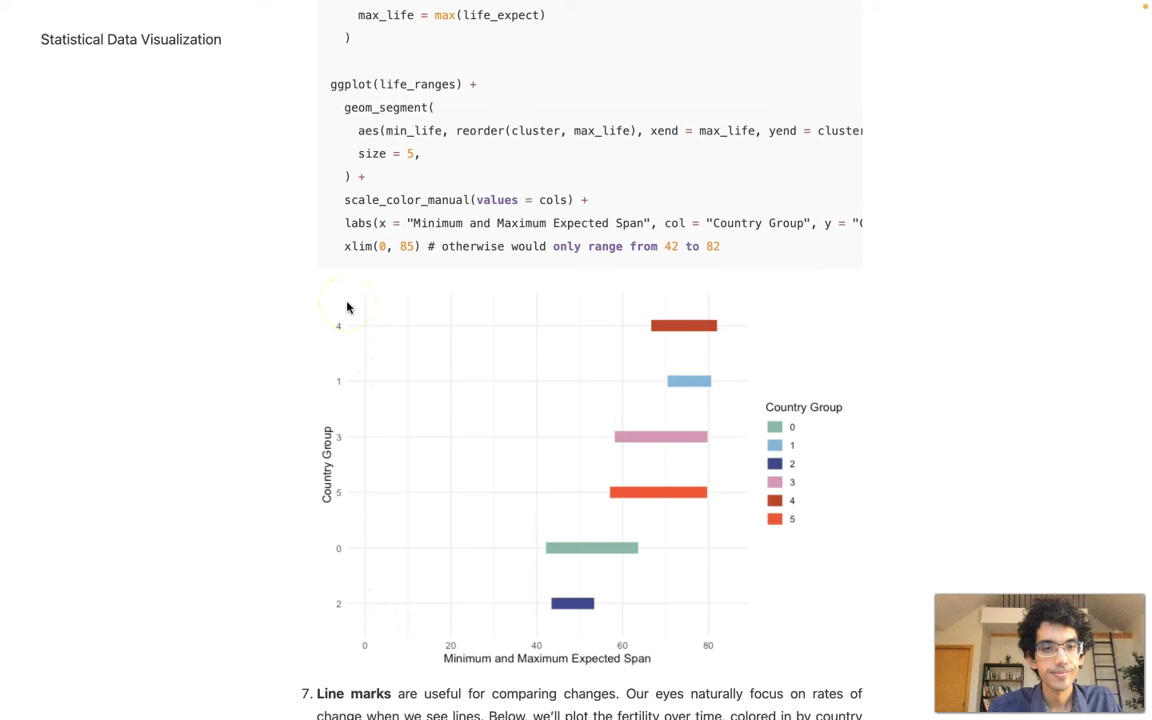 Statistical Data Visualization
max_life = max(life_expect)
)
ggplot(life_ranges) +
geom_segment(
aes(min_life, reorder(cluster, max_life), xend = max_life, yend = cluster
size = 5,
) +
scale_color_manual(values = cols) +
labs(x = "Minimum and Maximum Expected Span", col = "Country Group", y = "C
xlim(0, 85) # otherwise would only range from 42 to 82
4
1
3
5
0
2
Country Group
0 20 40 60 80
Minimum and Maximum Expected Span
Country Group
0
1
2
3
4
5
7. Line marks are useful for comparing changes. Our eyes naturally focus on rates of
change when we see lines. Below, we'll plot the fertility over time, colored in by country